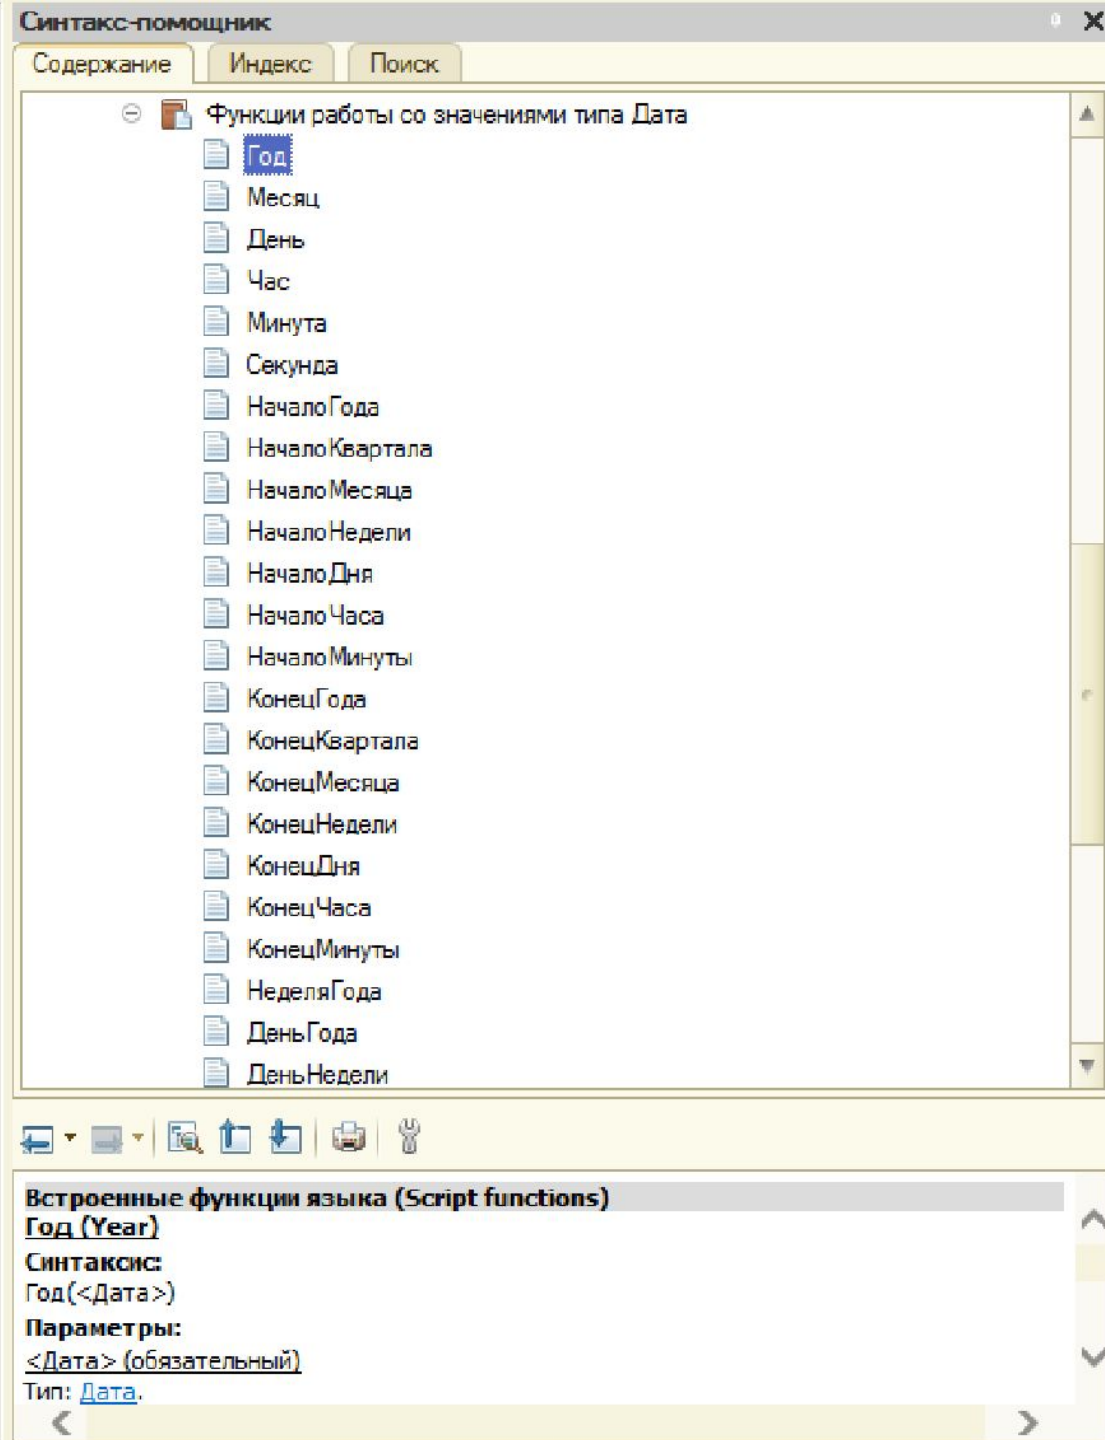 Синтакс-помощник
Содержание Индекс Поиск
Функции работы со значениями типа Дата
Год
Месяц
День
Час
Минута
Секунда
НачалоГода
НачалоКвартала
НачалоМесяца
НачалоНедели
НачалоДня
НачалоЧаса
НачалоМинуты
КонецГода
КонецКвартала
КонецМесяца
КонецНедели
КонецДня
КонецЧаса
КонецМинуты
НеделяГода
ДеньГода
ДеньНедели
Встроенные функции языка (Script functions)
Год (Year)
Синтаксис:
Год(<Дата>)
Параметры:
<Дата> (обязательный)
Тип: Дата.